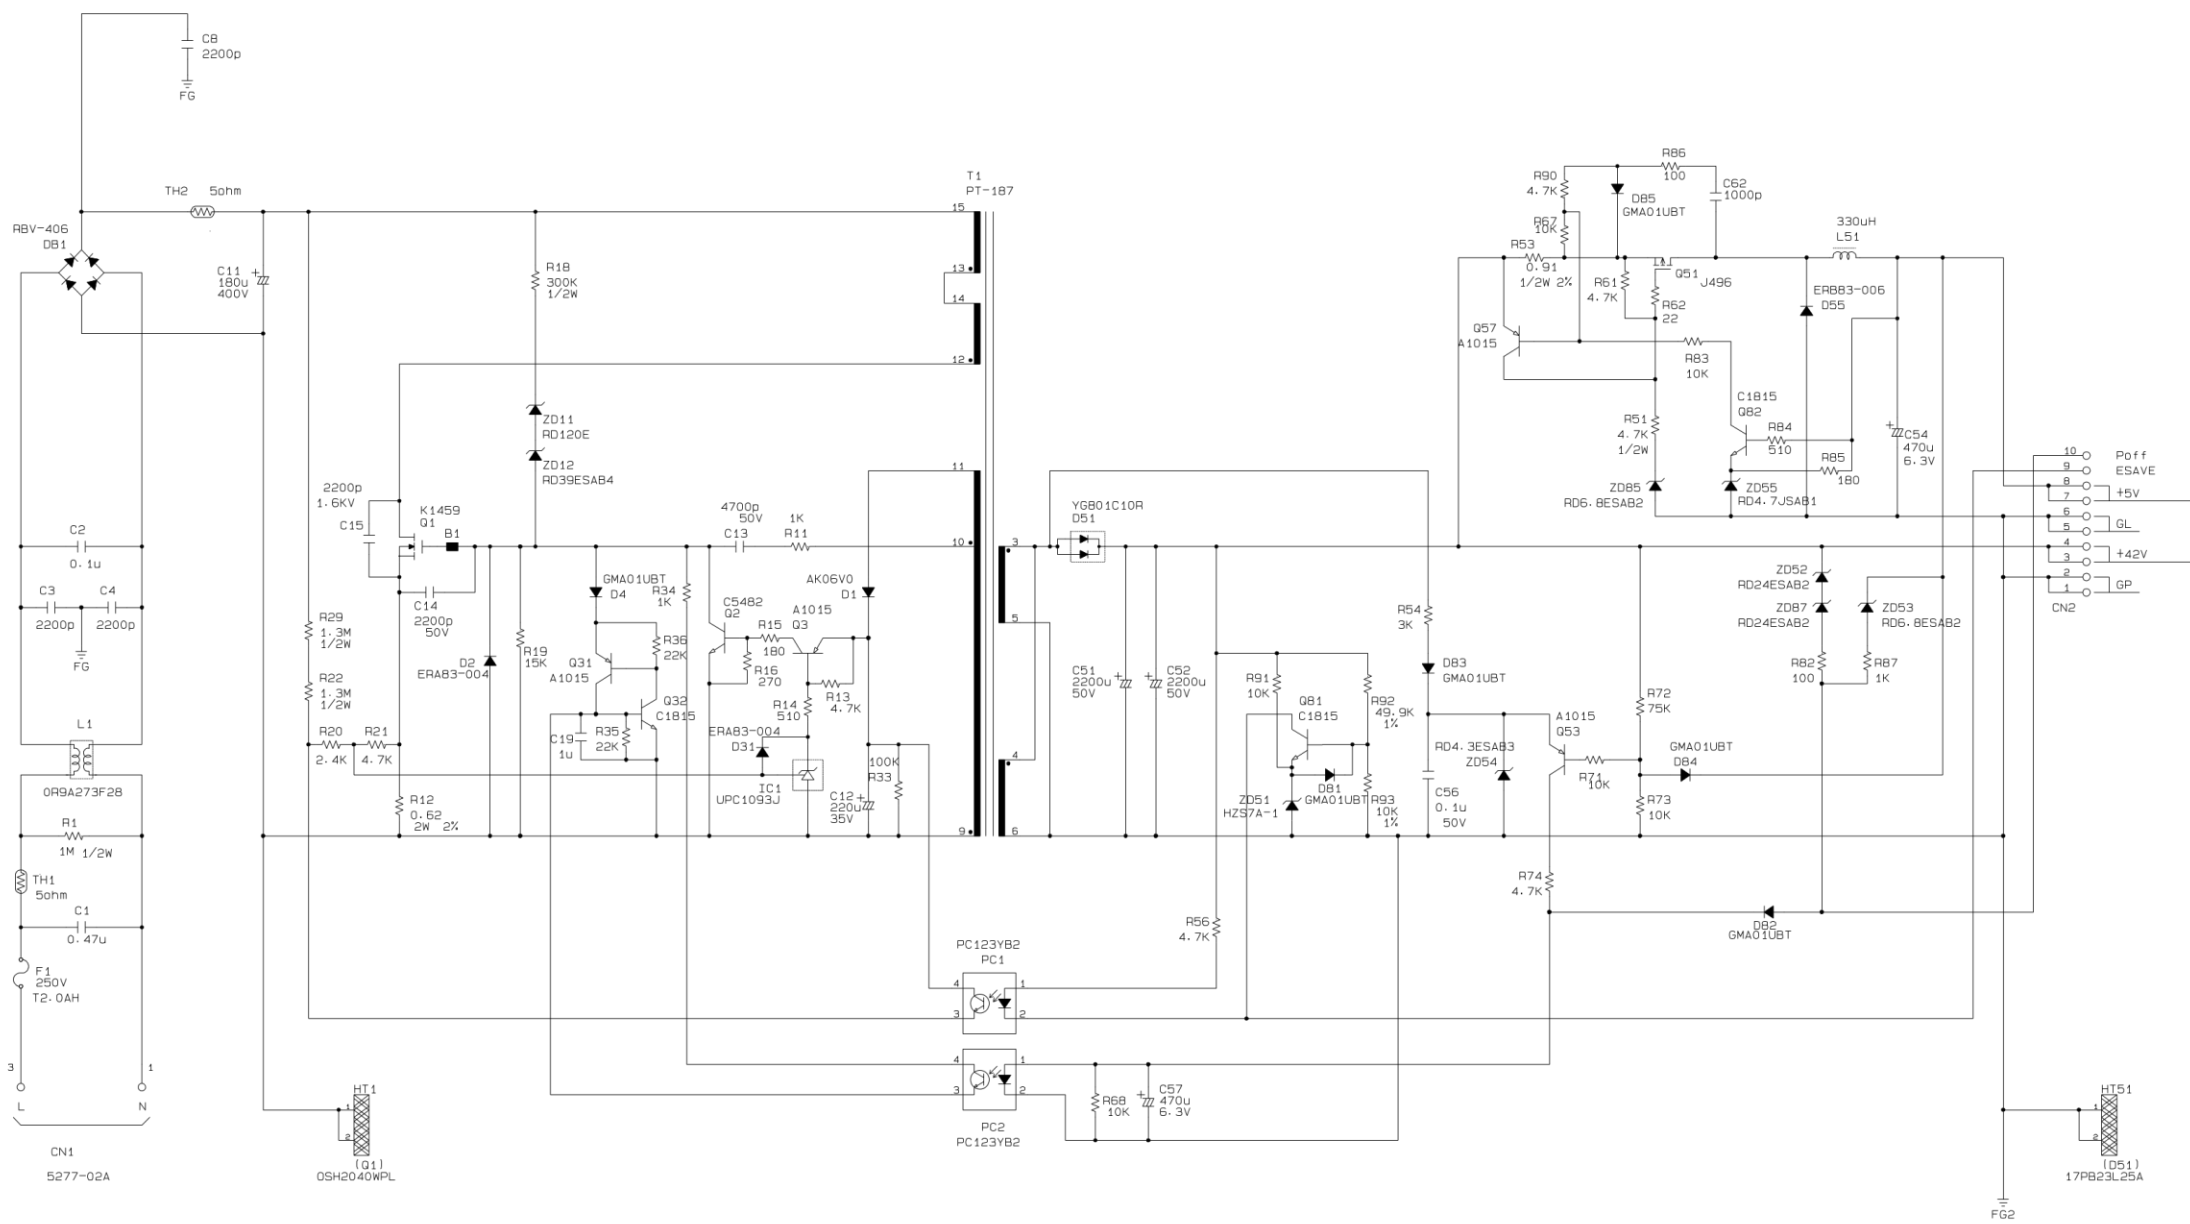 C8
2200p
FG
TH2 5ohm
RBV-406
DB1
C11
180u
400V
+
R18
300K
1/2W
T1
PT-187
15
13
14
12
11
10
9
ZD11
RD120E
ZD12
RD39ESAB4
2200p
1.6KV
C15
K1459
Q1
B1
C14
2200p
50V
4700p
50V
C13
1K
R11
C2
0.1u
C3
2200p
C4
2200p
FG
R29
1.3M
1/2W
R22
1.3M
1/2W
R20
2.4K
R21
4.7K
R12
0.62
2W 2%
D2
ERA83-004
R19
15K
GMA01UBT
D4
R34
1K
R36
22K
Q31
A1015
Q32
C1815
C19
1u
R35
22K
C5482
Q2
R15
180
A1015
Q3
AK06V0
D1
R16
270
R14
510
R13
4.7K
ERA83-004
D31
IC1
UPC1093J
100K
R33
C12
220u
35V
+
L1
0R9A273F28
R1
1M 1/2W
TH1
5ohm
C1
0.47u
F1
250V
T2.0AH
3
1
L
N
CN1
5277-02A
HT1
1
2
(Q1)
OSH2040WPL
3
5
4
6
YG801C10R
D51
C51
2200u
50V
+
C52
2200u
50V
+
R56
4.7K
PC123YB2
PC1
4
3
1
2
4
3
1
2
PC2
PC123YB2
R68
10K
C57
470u
6.3V
+
R91
10K
Q81
C1815
R92
49.9K
1%
ZD51
HZS7A-1
D81
GMA01UBT
R93
10K
1%
R54
3K
D83
GMA01UBT
C56
0.1u
50V
RD4.3ESAB3
ZD54
A1015
Q53
R71
10K
R72
75K
GMA01UBT
D84
R73
10K
R74
4.7K
D82
GMA01UBT
R90
4.7K
R67
10K
R53
0.91
1/2W 2%
D85
GMA01UBT
R86
100
C62
1000p
R61
4.7K
Q51
J496
R62
22
330uH
L51
ERB83-006
D55
Q57
A1015
R83
10K
C1815
Q82
R51
4.7K
1/2W
R84
510
R85
180
C54
470u
6.3V
+
ZD85
RD6.8ESAB2
ZD55
RD4.7JSAB1
ZD52
RD24ESAB2
ZD87
RD24ESAB2
ZD53
RD6.8ESAB2
R82
100
R87
1K
10 Poff
9 ESAVE
8
7 +5V
6
5 GL
4
3 +42V
2
1 GP
CN2
HT51
1
2
(D51)
17PB23L25A
FG2